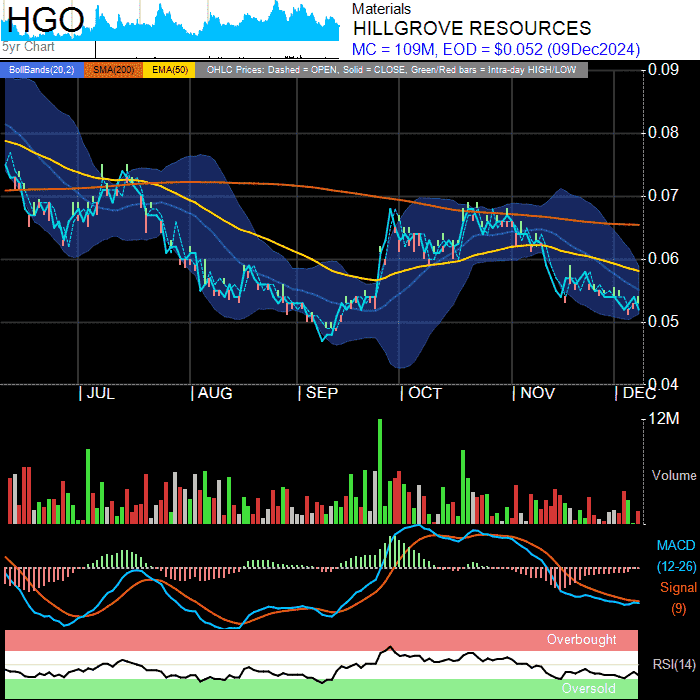 HGO
5yr Chart
Materials
HILLGROVE RESOURCES
MC = 109M, EOD = $0.052 (09Dec2024)
BollBands(20,2) SMA(200) EMA(50) OHLC Prices: Dashed = OPEN, Solid = CLOSE, Green/Red bars = Intra-day HIGH/LOW
0.09
0.08
0.07
0.06
0.05
0.04
JUL AUG SEP OCT NOV DEC
12M
Volume
MACD
(12-26)
Signal
(9)
Overbought
RSI(14)
Oversold